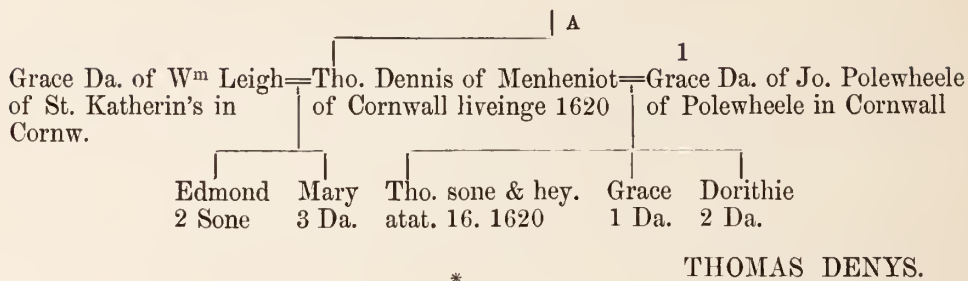 A
1
Grace Da. of Wm Leigh=Tho. Dennis of Menheniot=Grace Da. of Jo. Polewheele
of St. Katherin's in of Cornwall liveinge 1620 of Polewheele in Cornwall
Cornw.
Edmond Mary Tho. sone & hey. Grace Dorithie
2 Sone 3 Da. atat. 16. 1620 1 Da. 2 Da.
THOMAS DENYS.
*